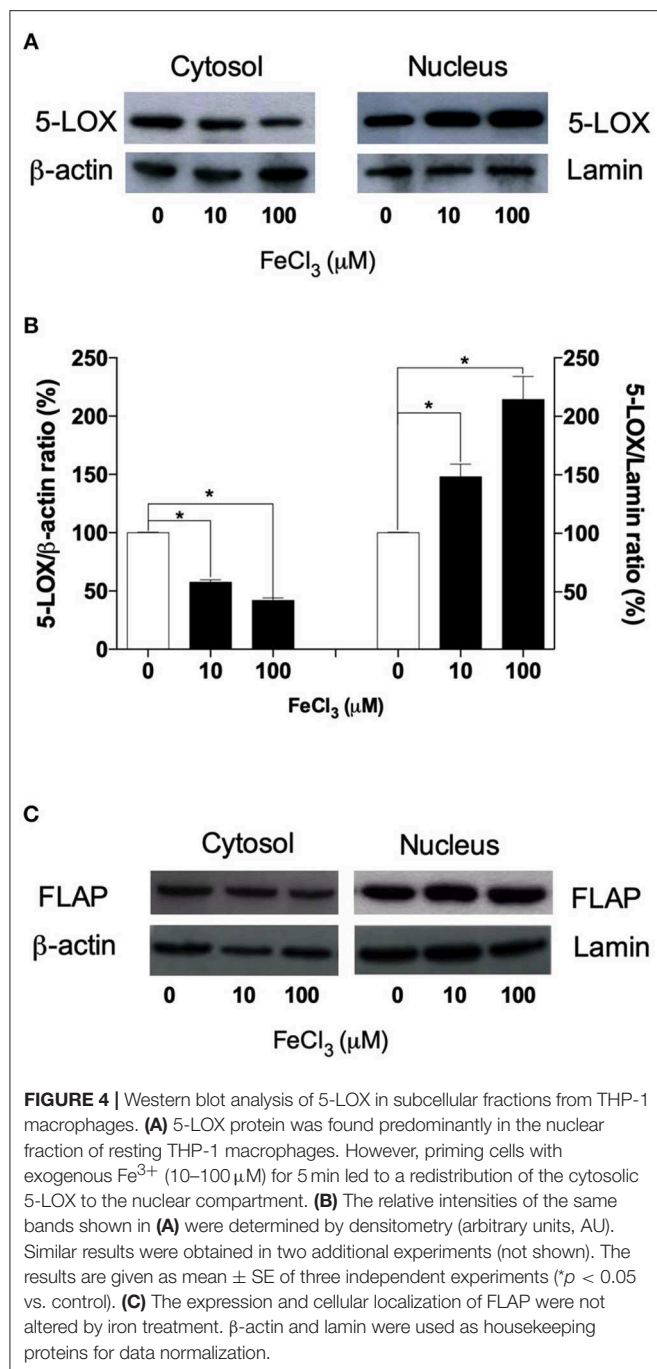 A
Cytosol Nucleus
5-LOX 5-LOX
β-actin Lamin
0 10 100 0 10 100
FeCl3 (μM)
B
5-LOX/β-actin ratio (%)
250
200
150
100
50
0
* * * *
250
200
150
100
50
5-LOX/Lamin ratio (%)
0 10 100 0 10 100
FeCl3 (μM)
C
Cytosol Nucleus
FLAP FLAP
β-actin Lamin
0 10 100 0 10 100
FeCl3 (μM)
FIGURE 4 | Western blot analysis of 5-LOX in subcellular fractions from THP-1
macrophages. (A) 5-LOX protein was found predominantly in the nuclear
fraction of resting THP-1 macrophages. However, priming cells with
exogenous Fe3+ (10–100 μM) for 5 min led to a redistribution of the cytosolic
5-LOX to the nuclear compartment. (B) The relative intensities of the same
bands shown in (A) were determined by densitometry (arbitrary units, AU).
Similar results were obtained in two additional experiments (not shown). The
results are given as mean ± SE of three independent experiments (*p < 0.05
vs. control). (C) The expression and cellular localization of FLAP were not
altered by iron treatment. β-actin and lamin were used as housekeeping
proteins for data normalization.